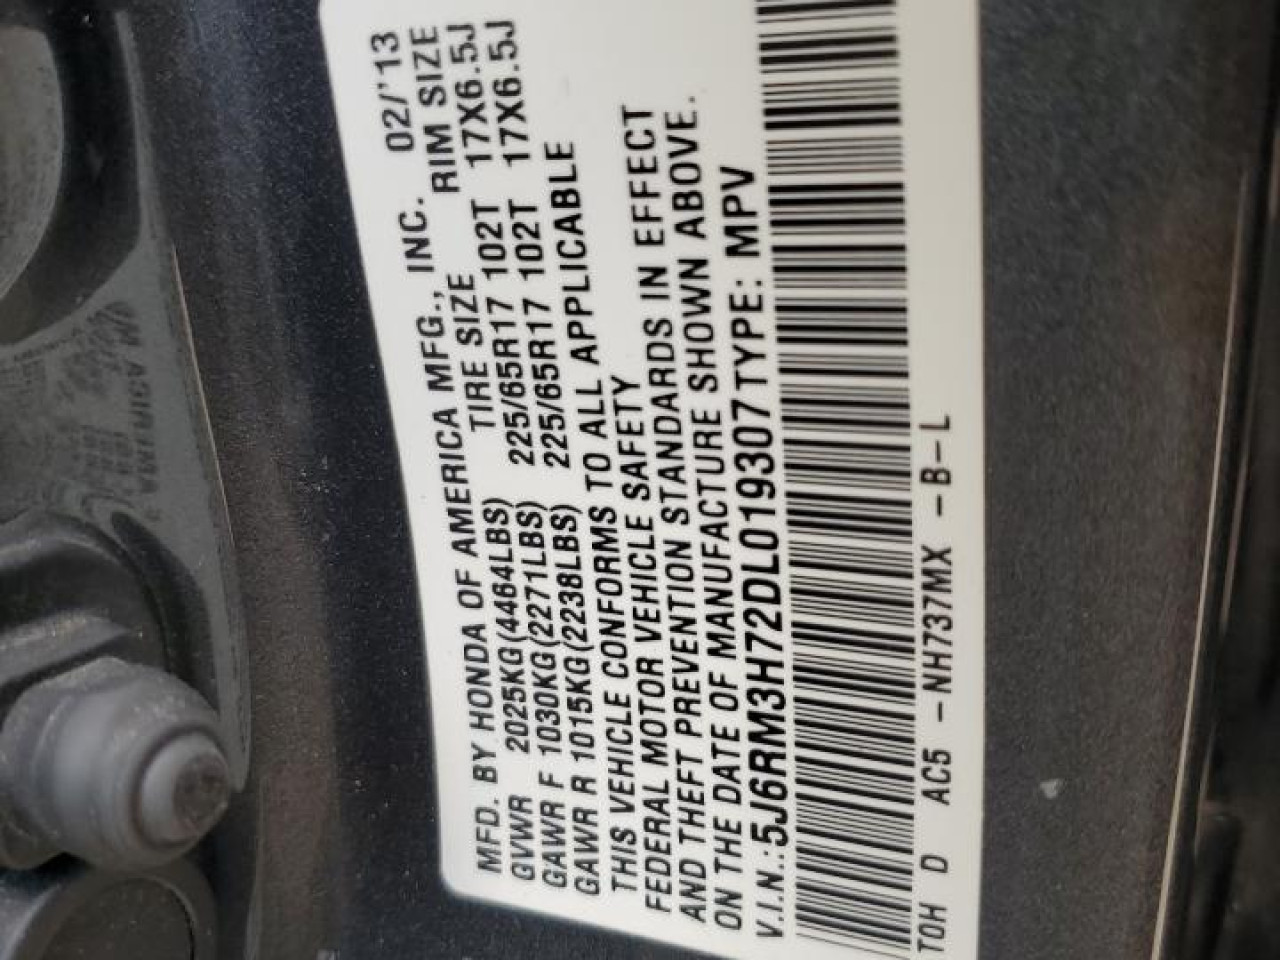 MFD. BY HONDA OF AMERICA MFG., INC. 02/'13
TIRE SIZE RIM SIZE
GVWR 2025KG(4464LBS) 225/65R17 102T 17X6.5J
GAWR F 1030KG(2271LBS) 225/65R17 102T 17X6.5J
GAWR R 1015KG(2238LBS)
THIS VEHICLE CONFORMS TO ALL APPLICABLE
FEDERAL MOTOR VEHICLE SAFETY
AND THEFT PREVENTION STANDARDS IN EFFECT
ON THE DATE OF MANUFACTURE SHOWN ABOVE.
V.I.N.:5J6RM3H72DL019307 TYPE: MPV
TOH D AC5 -NH737MX -B-L